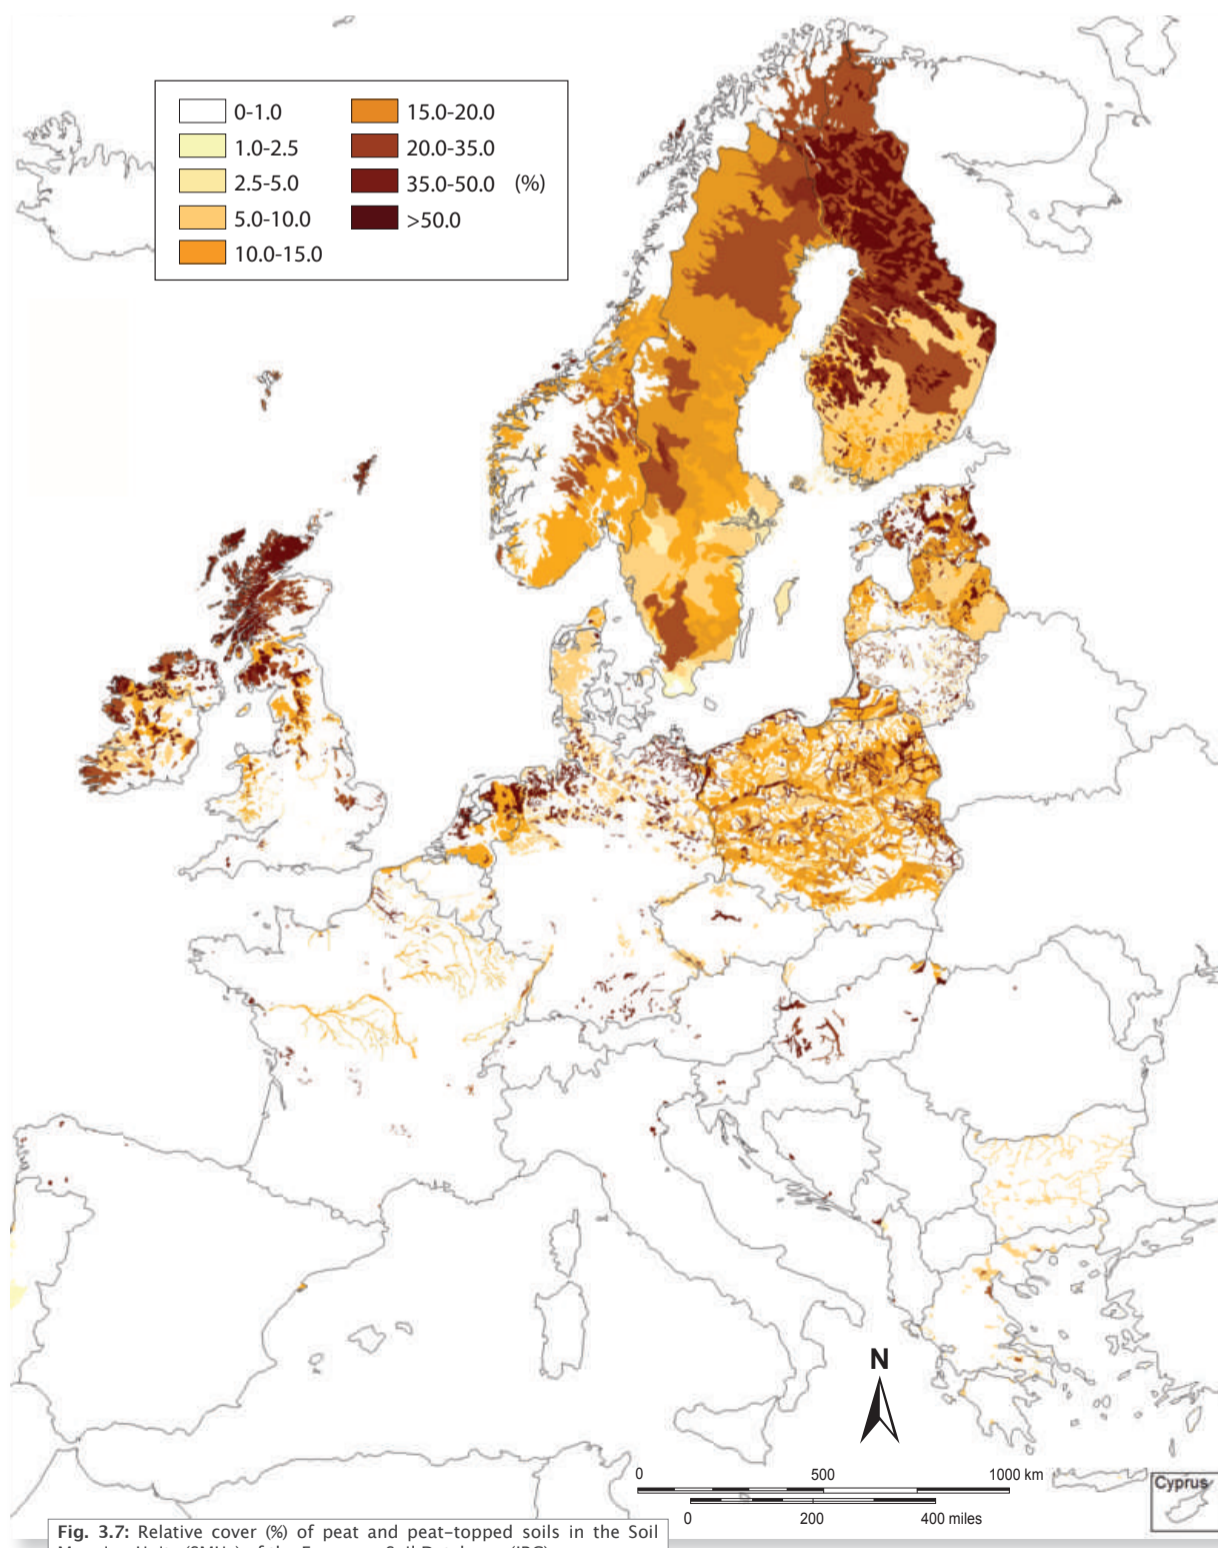 0-1.0
1.0-2.5
2.5-5.0
5.0-10.0
10.0-15.0
15.0-20.0
20.0-35.0
35.0-50.0 (%)
>50.0
N
0 500 1000 km
0 200 400 miles
Cyprus
Fig. 3.7: Relative cover (%) of peat and peat-topped soils in the Soil